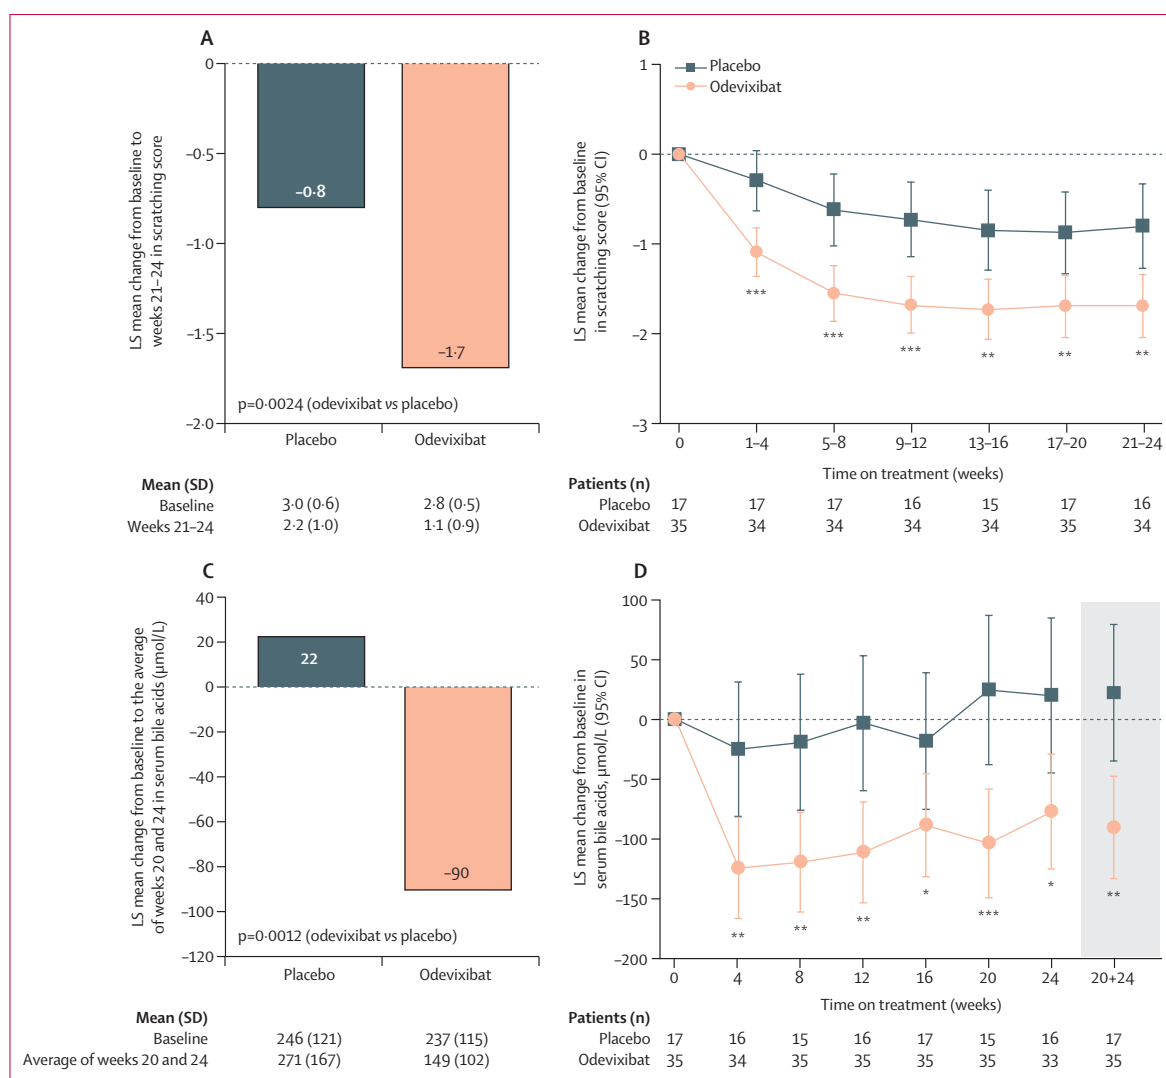 A
LS mean change from baseline to
weeks 21–24 in scratching score
0
–0·5
–1·0
–1·5
–2·0
–0·8
–1·7
p=0·0024 (odevixibat vs placebo)
Placebo
Odevixibat
Mean (SD)
Baseline
3·0 (0·6)
2·8 (0·5)
Weeks 21–24
2·2 (1·0)
1·1 (0·9)
B
Placebo
Odevixibat
LS mean change from baseline
in scratching score (95% CI)
1
0
–1
–2
–3
***
***
***
**
**
**
0
1–4
5–8
9–12
13–16
17–20
21–24
Time on treatment (weeks)
Patients (n)
Placebo
17
17
17
16
15
17
16
Odevixibat
35
34
34
34
34
35
34
C
LS mean change from baseline to the average
of weeks 20 and 24 in serum bile acids (μmol/L)
40
20
0
–20
–40
–60
–80
–100
–120
22
–90
p=0·0012 (odevixibat vs placebo)
Placebo
Odevixibat
Mean (SD)
Baseline
246 (121)
237 (115)
Average of weeks 20 and 24
271 (167)
149 (102)
D
LS mean change from baseline in
serum bile acids, μmol/L (95% CI)
100
50
0
–50
–100
–150
–200
**
**
**
*
***
*
**
0
4
8
12
16
20
24
20+24
Time on treatment (weeks)
Patients (n)
Placebo
17
16
15
16
17
15
16
17
Odevixibat
35
34
35
35
35
35
33
35